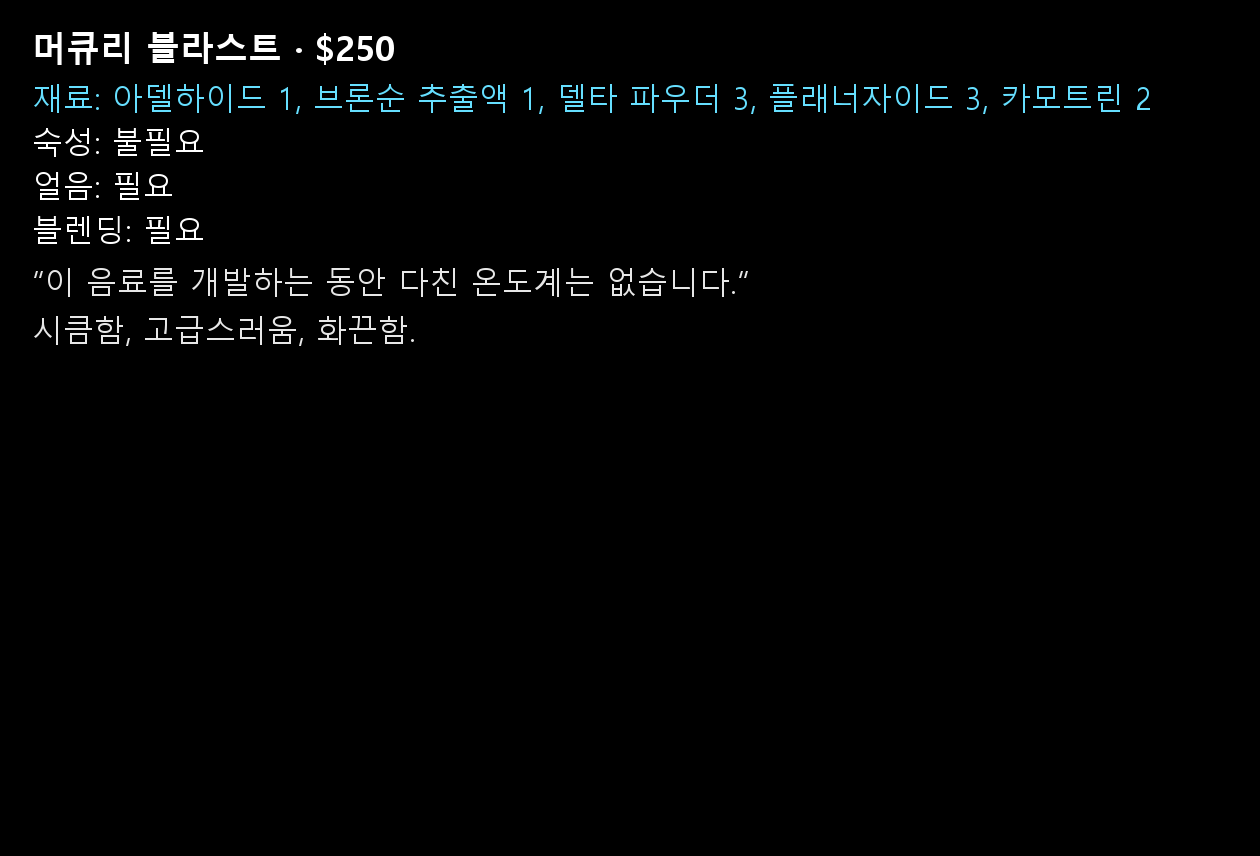 머큐리 블라스트 · $250
재료: 아델하이드 1, 브론슨 추출액 1, 델타 파우더 3, 플래너자이드 3, 카모트린 2
숙성: 불필요
얼음: 필요
블렌딩: 필요
"이 음료를 개발하는 동안 다친 온도계는 없습니다."
시큼함, 고급스러움, 화끈함.